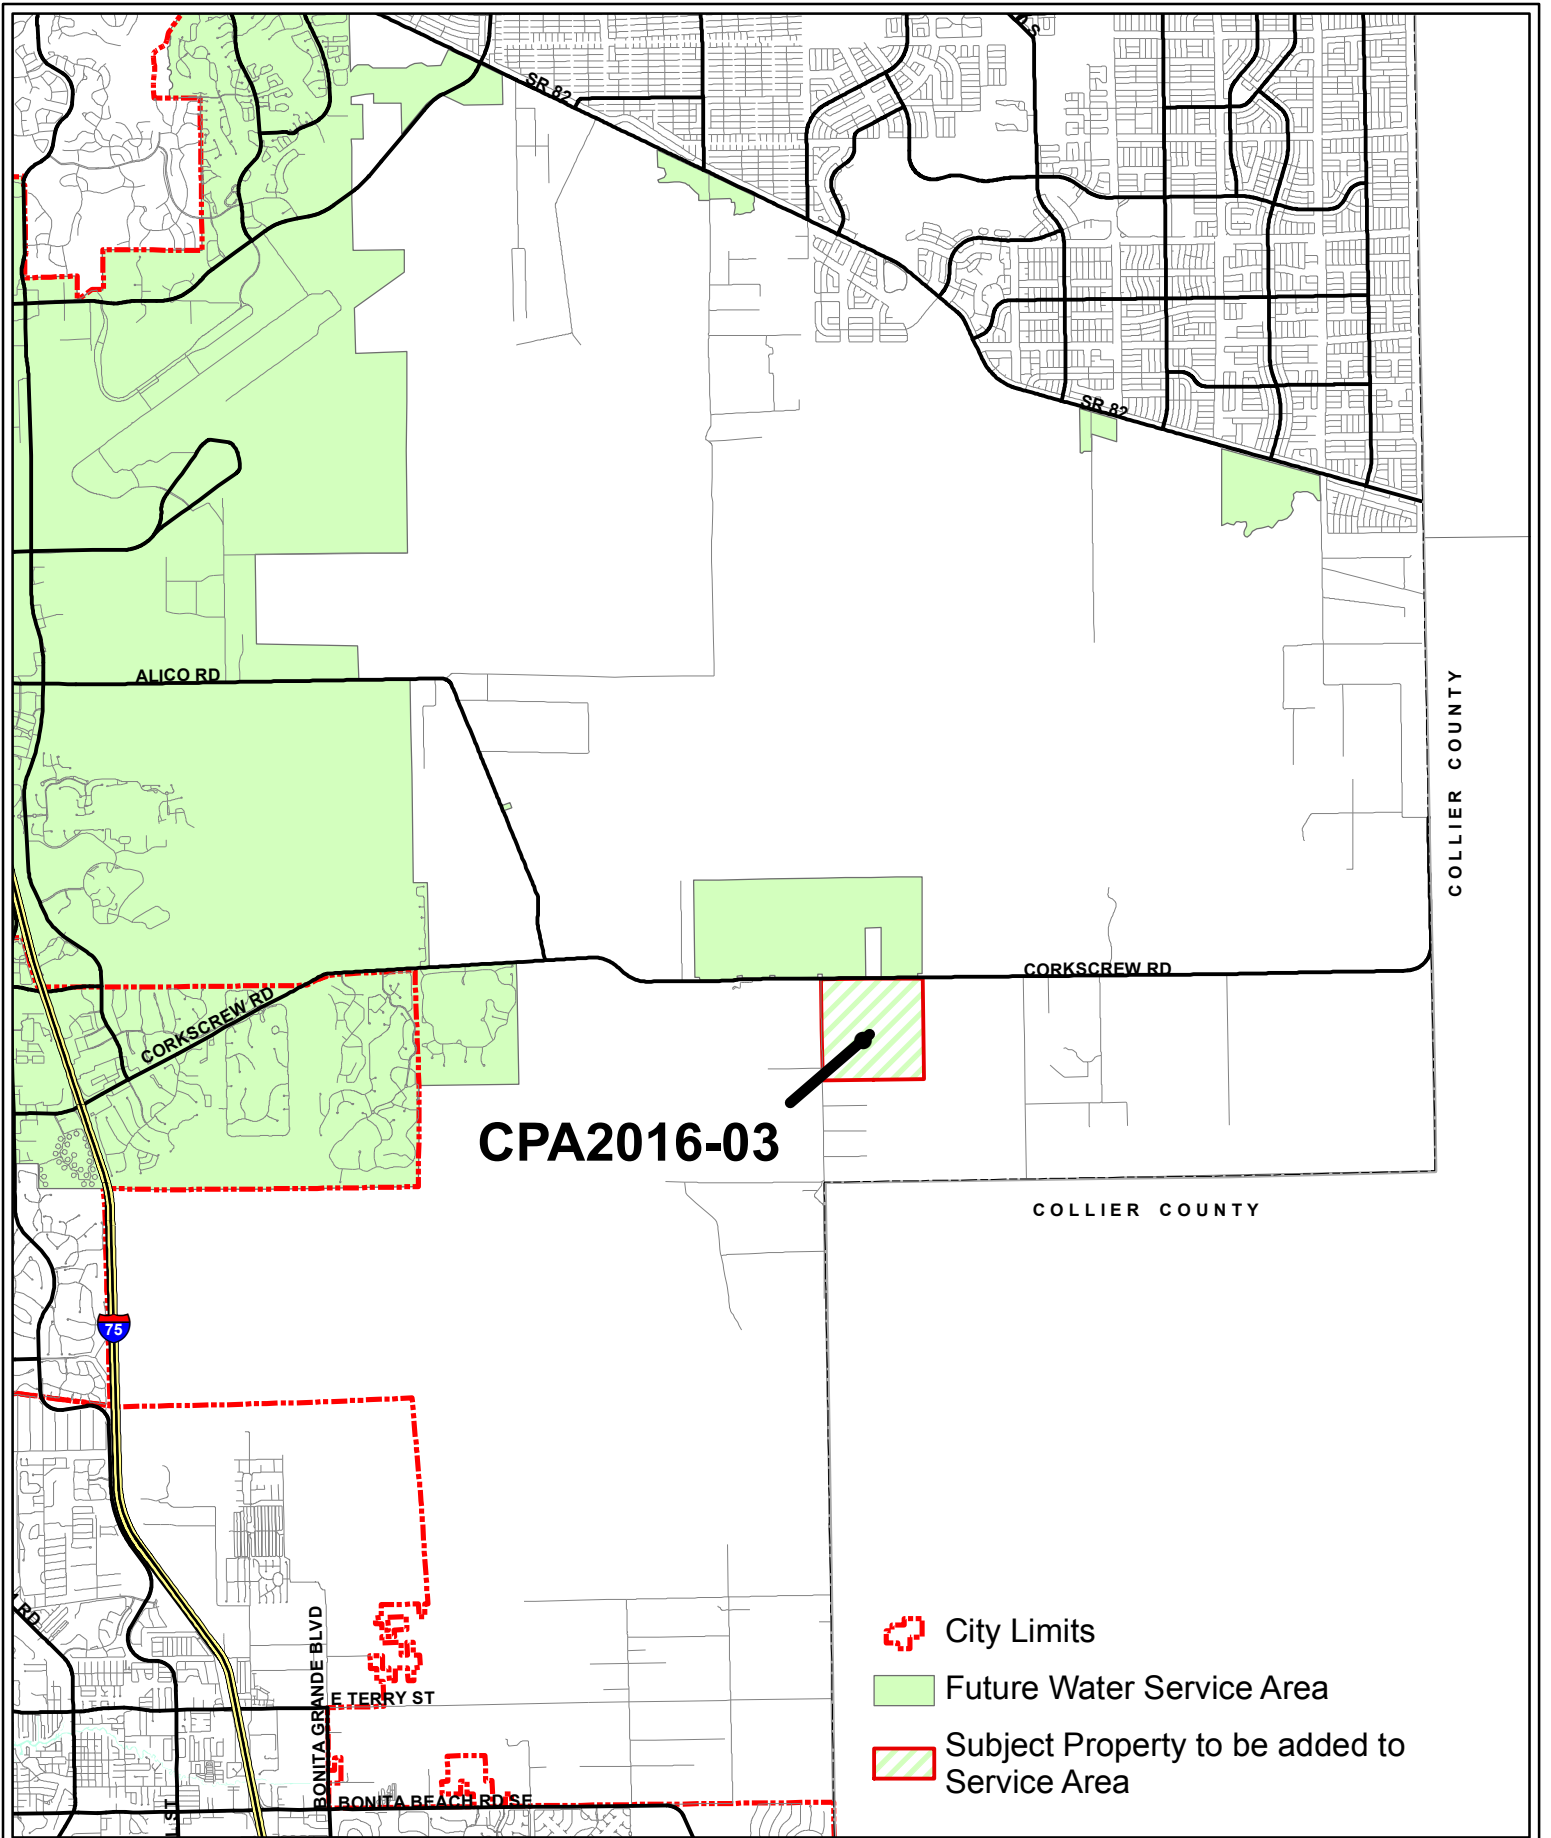 SR 82
SR 82
ALICO RD
COLLIER COUNTY
CORKSCREW RD
CORKSCREW RD
CPA2016-03
COLLIER COUNTY
75
RD
BONITA GRANDE BLVD
E TERRY ST
BONITA BEACH RD SE
ST
City Limits
Future Water Service Area
Subject Property to be added to
Service Area